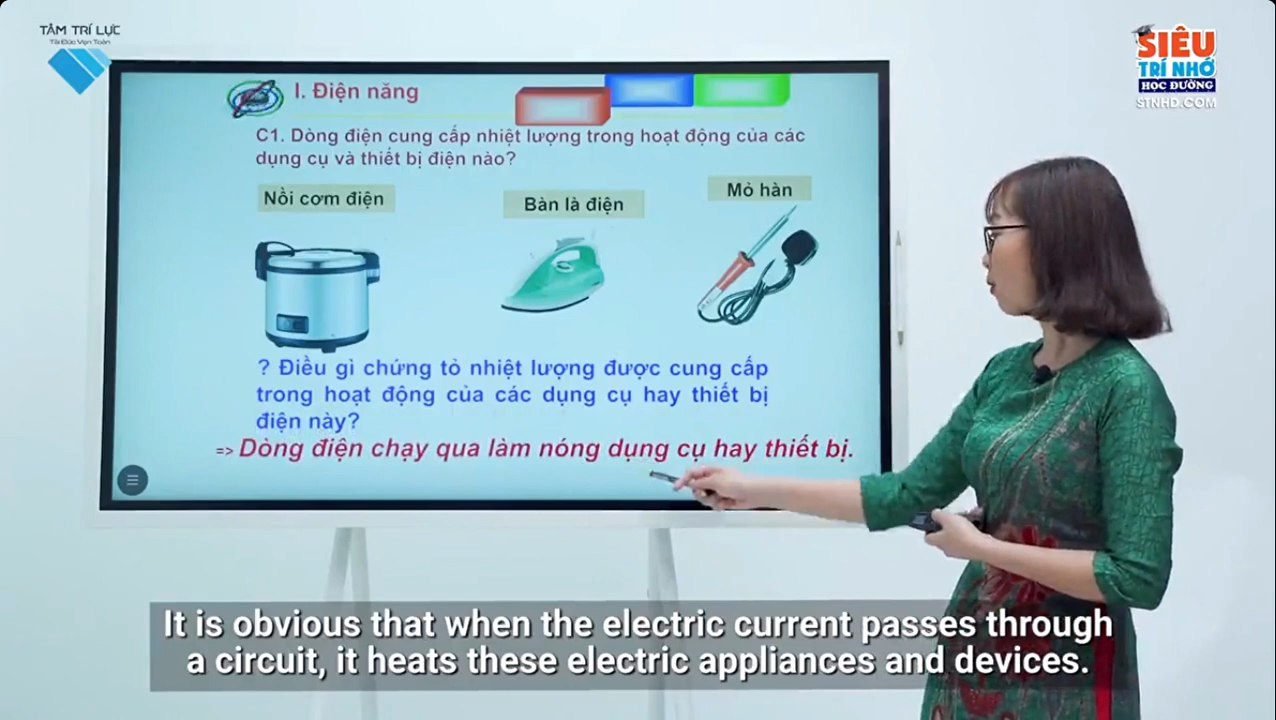 TÂM TRÍ LỰC
Tài Đức Vẹn Toàn
SIÊU
TRÍ NHỚ
HỌC ĐƯỜNG
STNHD.COM
I. Điện năng
C1. Dòng điện cung cấp nhiệt lượng trong hoạt động của các
dụng cụ và thiết bị điện nào?
Nồi cơm điện
Bàn là điện
Mỏ hàn
? Điều gì chứng tỏ nhiệt lượng được cung cấp
trong hoạt động của các dụng cụ hay thiết bị
điện này?
=> Dòng điện chạy qua làm nóng dụng cụ hay thiết bị.
It is obvious that when the electric current passes through
a circuit, it heats these electric appliances and devices.